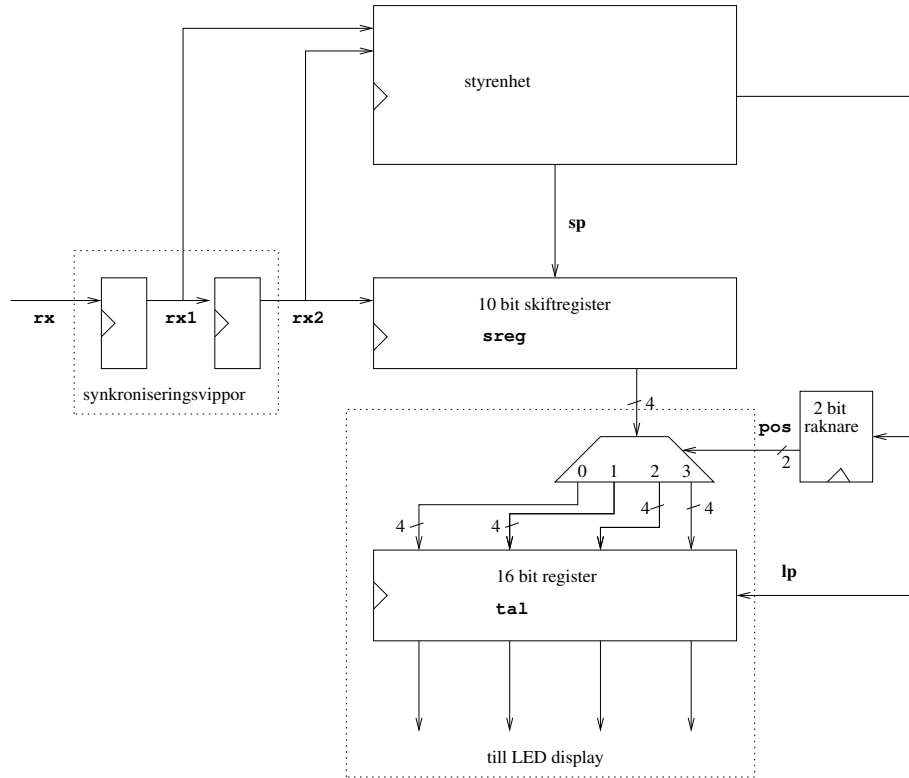 styrenhet
sp
rx
rx1
rx2
10 bit skiftregister
sreg
synkroniseringsvippor
4
pos
2 bit
raknare
2
0 1 2 3
4 4 4 4
16 bit register
tal
lp
till LED display